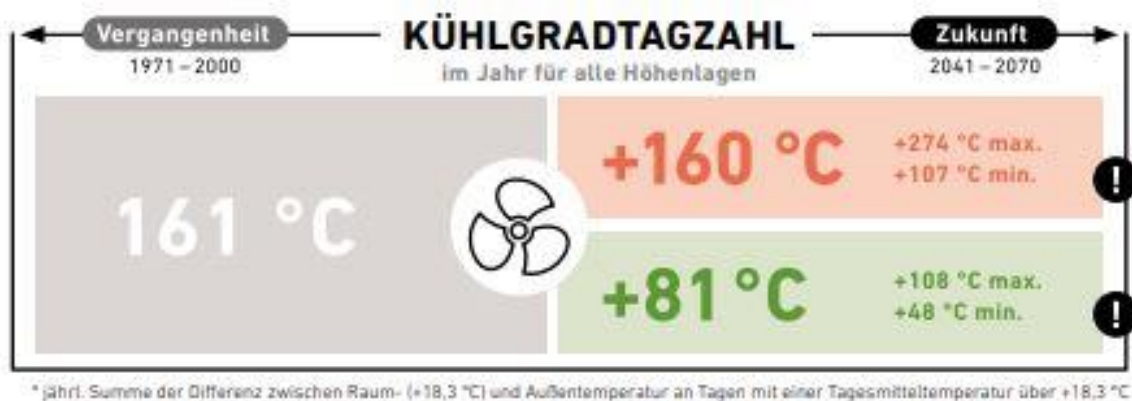 Vergangenheit
KÜHLGRADTAGZAHL
Zukunft
1971 – 2000
im Jahr für alle Höhenlagen
2041 – 2070
161 °C
+160 °C
+274 °C max.
+107 °C min.
!
+81 °C
+108 °C max.
+48 °C min.
!
* jährl. Summe der Differenz zwischen Raum- (+18,3 °C) und Außentemperatur an Tagen mit einer Tagesmitteltemperatur über +18,3 °C